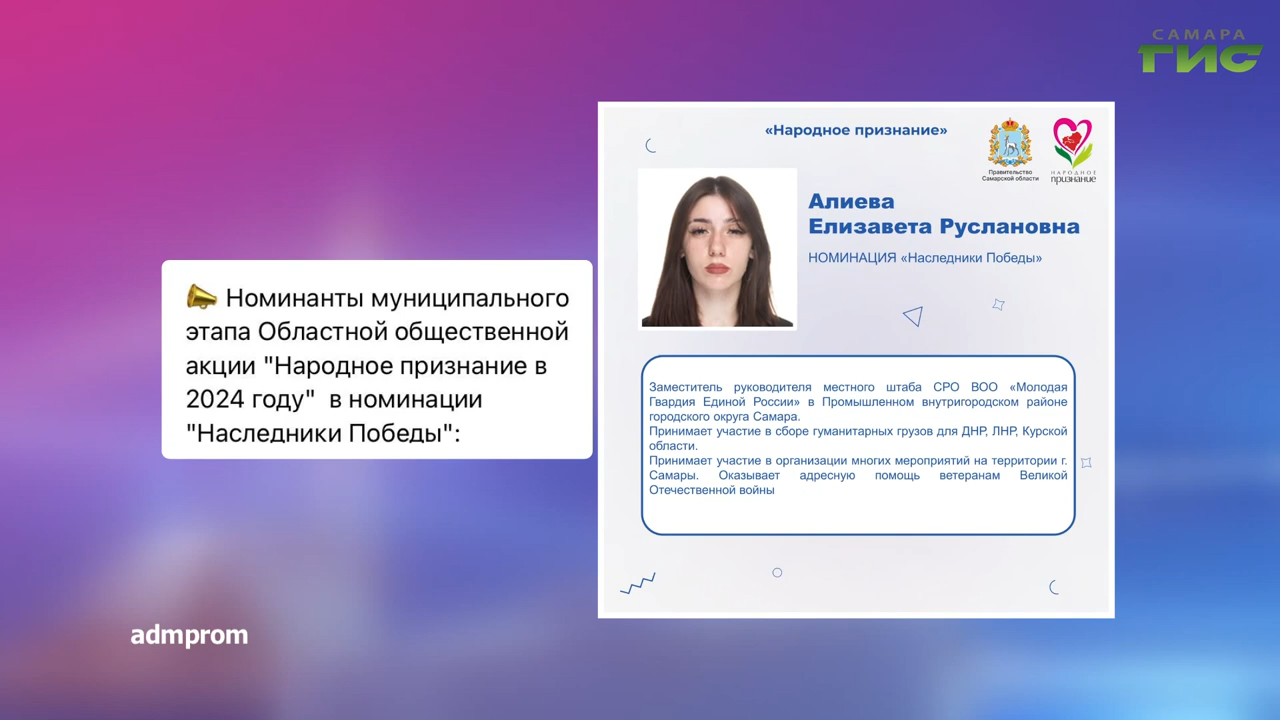 САМАРА
ГИС
«Народное признание»
Правительство
Самарской области
НАРОДНОЕ
признание
Алиева
Елизавета Руслановна
НОМИНАЦИЯ «Наследники Победы»
Номинанты муниципального
этапа Областной общественной
акции "Народное признание в
2024 году" в номинации
"Наследники Победы":
Заместитель руководителя местного штаба СРО ВОО «Молодая
Гвардия Единой России» в Промышленном внутригородском районе
городского округа Самара.
Принимает участие в сборе гуманитарных грузов для ДНР, ЛНР, Курской
области.
Принимает участие в организации многих мероприятий на территории г.
Самары. Оказывает адресную помощь ветеранам Великой
Отечественной войны
admprom